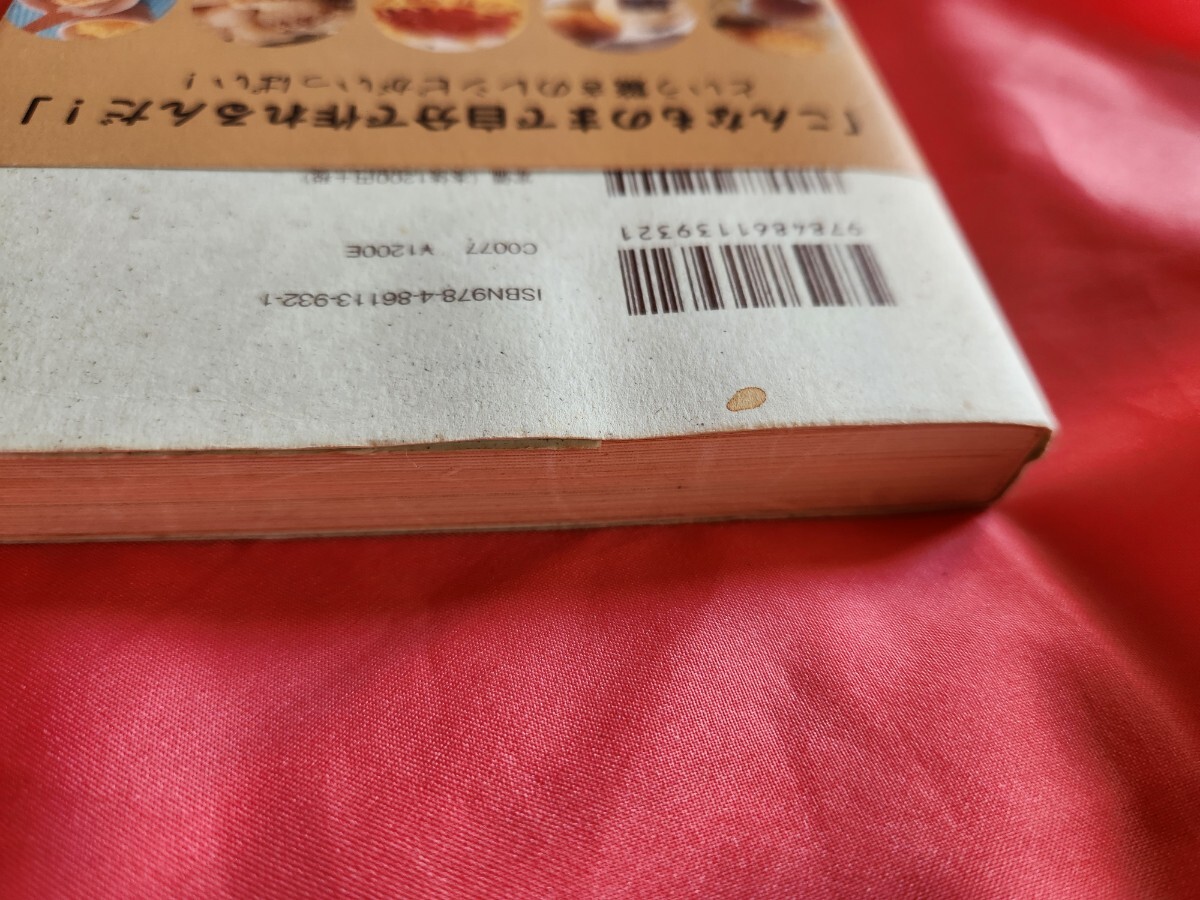 「こんなものまで自分で作れるんだ！」
という驚きのレシピがいっぱい！
ISBN978-4-86113-932-1
C0077 ¥1200E
定価（本体1200円+税）
9784861139321